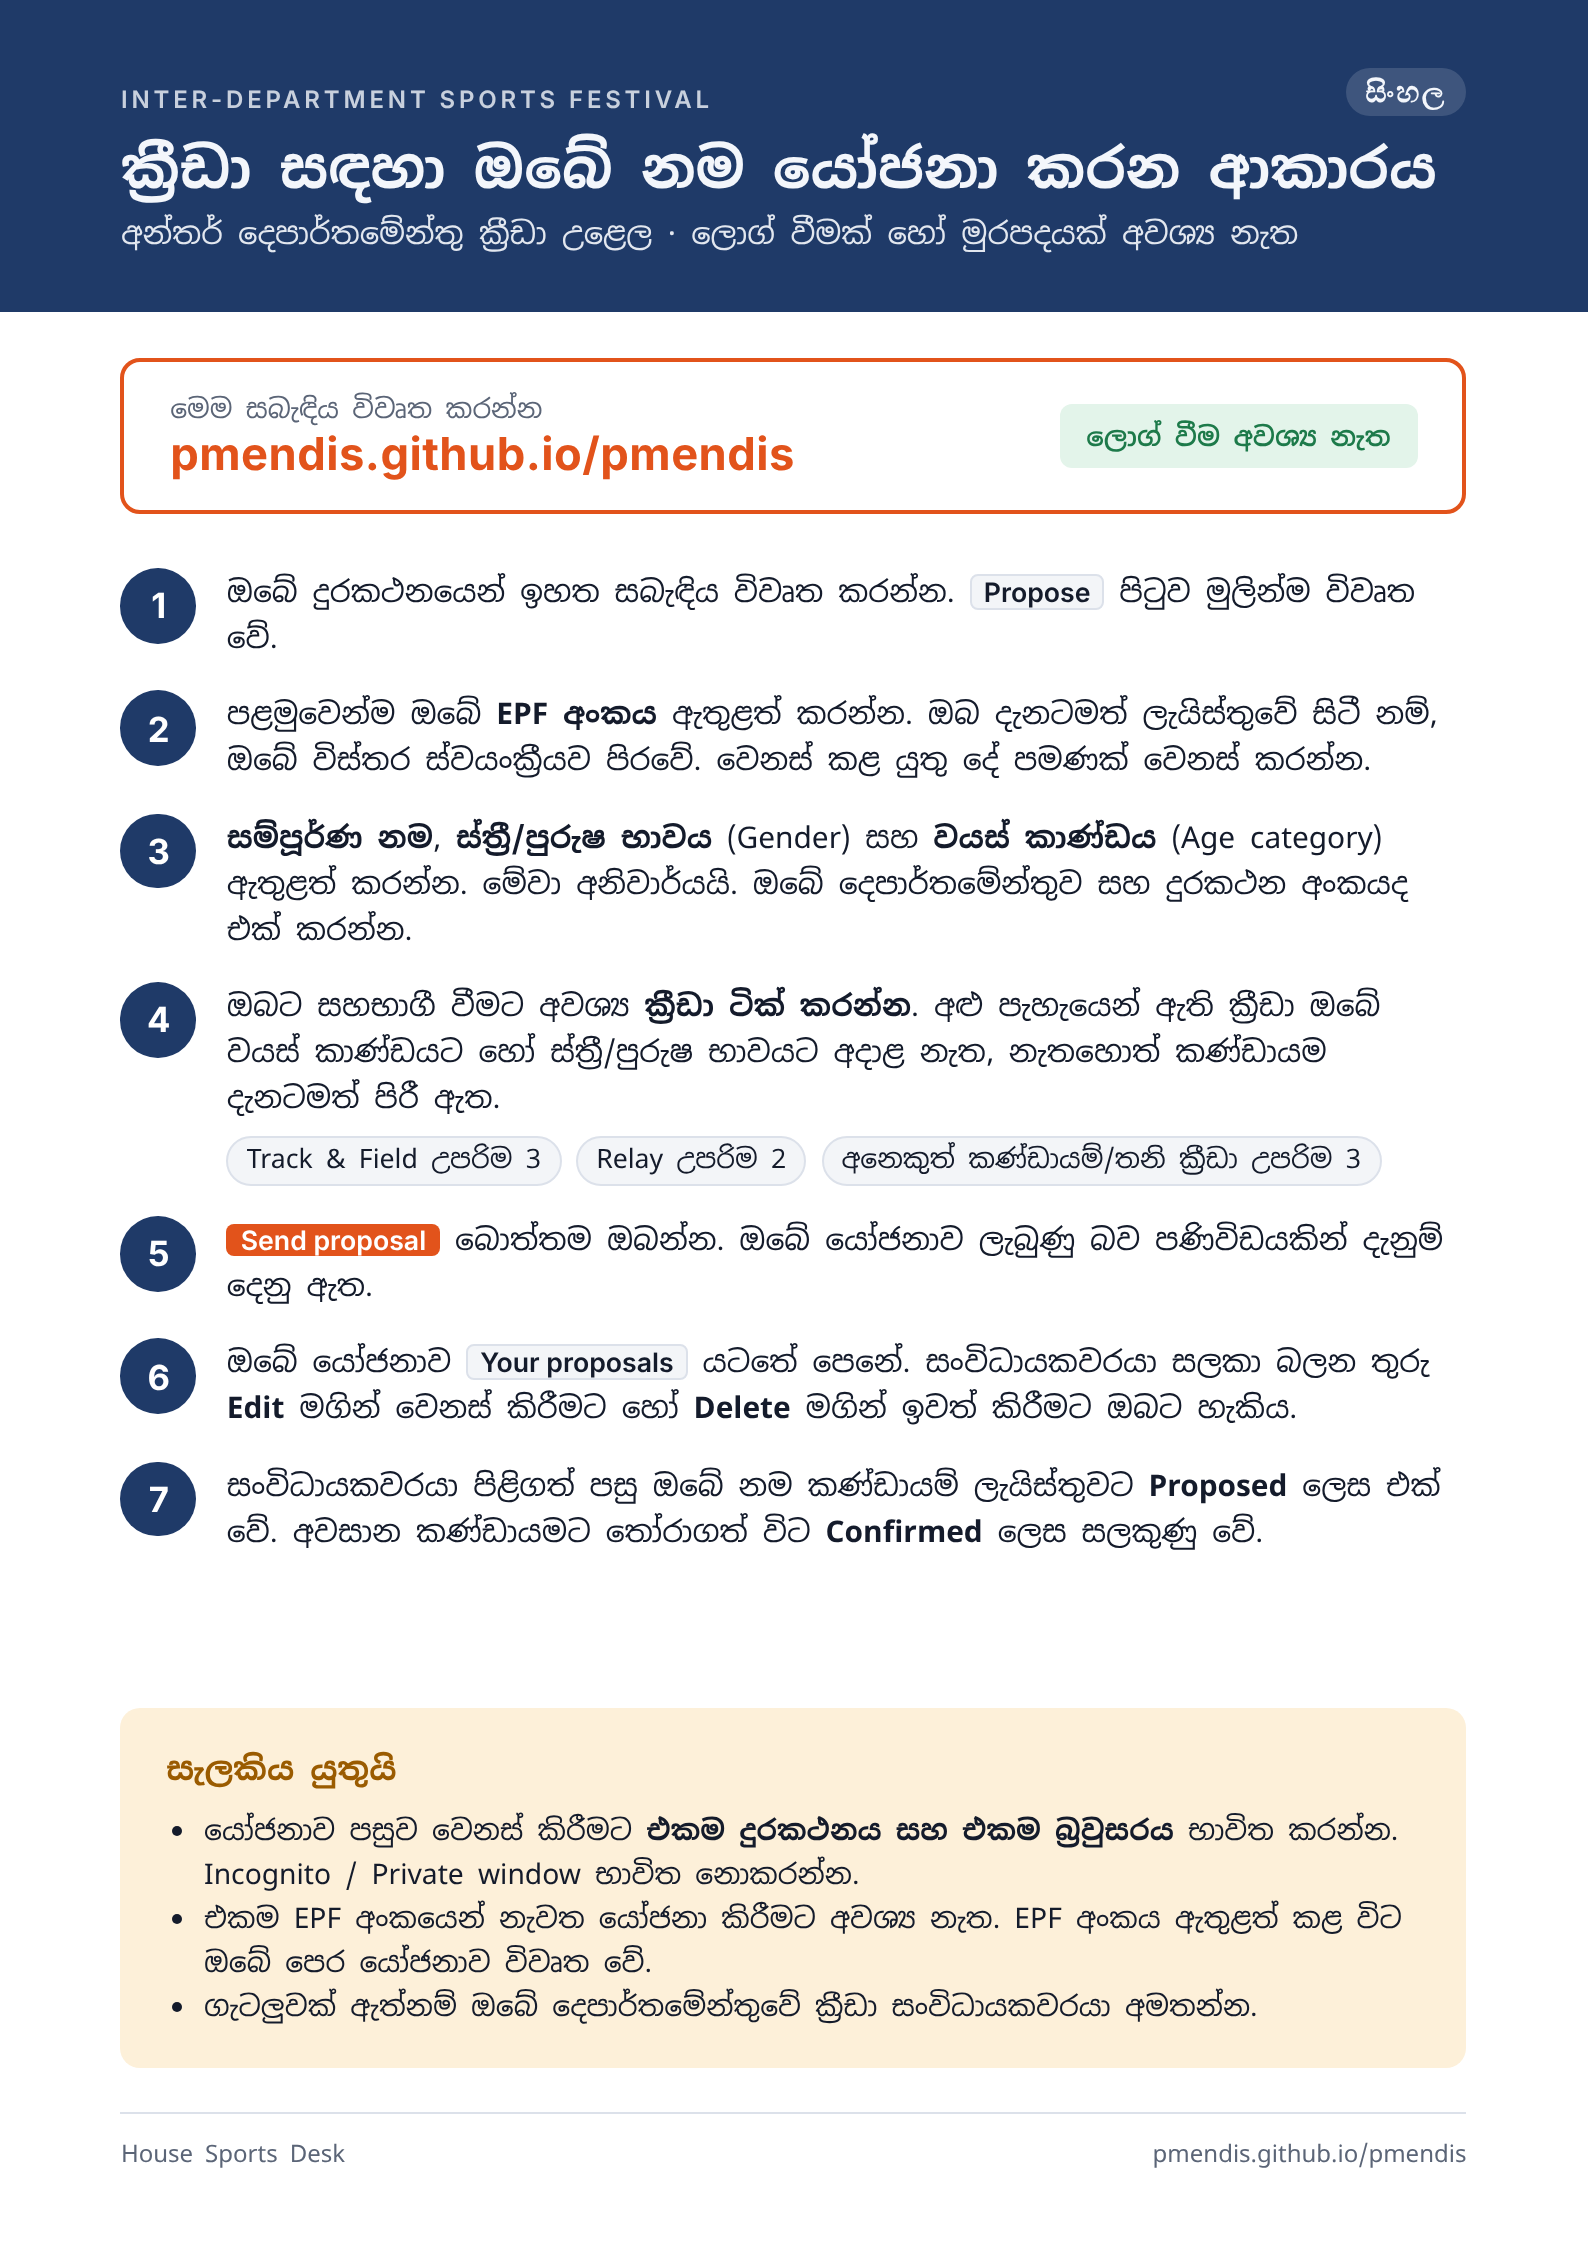 INTER-DEPARTMENT SPORTS FESTIVAL
සිංහල
ක්‍රීඩා සඳහා ඔබේ නම යෝජනා කරන ආකාරය
අන්තර් දෙපාර්තමේන්තු ක්‍රීඩා උළෙල · ලොග් වීමක් හෝ මුරපදයක් අවශ්‍ය නැත
මෙම සබැඳිය විවෘත කරන්න
pmendis.github.io/pmendis
ලොග් වීම අවශ්‍ය නැත
1
ඔබේ දුරකථනයෙන් ඉහත සබැඳිය විවෘත කරන්න. Propose පිටුව මුලින්ම විවෘත
වේ.
2
පළමුවෙන්ම ඔබේ EPF අංකය ඇතුළත් කරන්න. ඔබ දැනටමත් ලැයිස්තුවේ සිටී නම්,
ඔබේ විස්තර ස්වයංක්‍රීයව පිරවේ. වෙනස් කළ යුතු දේ පමණක් වෙනස් කරන්න.
3
සම්පූර්ණ නම, ස්ත්‍රී/පුරුෂ භාවය (Gender) සහ වයස් කාණ්ඩය (Age category)
ඇතුළත් කරන්න. මේවා අනිවාර්යයි. ඔබේ දෙපාර්තමේන්තුව සහ දුරකථන අංකයද
එක් කරන්න.
4
ඔබට සහභාගී වීමට අවශ්‍ය ක්‍රීඩා ටික් කරන්න. අළු පැහැයෙන් ඇති ක්‍රීඩා ඔබේ
වයස් කාණ්ඩයට හෝ ස්ත්‍රී/පුරුෂ භාවයට අදාළ නැත, නැතහොත් කණ්ඩායම
දැනටමත් පිරී ඇත.
Track & Field උපරිම 3
Relay උපරිම 2
අනෙකුත් කණ්ඩායම්/තනි ක්‍රීඩා උපරිම 3
5
Send proposal බොත්තම ඔබන්න. ඔබේ යෝජනාව ලැබුණු බව පණිවිඩයකින් දැනුම්
දෙනු ඇත.
6
ඔබේ යෝජනාව Your proposals යටතේ පෙනේ. සංවිධායකවරයා සලකා බලන තුරු
Edit මගින් වෙනස් කිරීමට හෝ Delete මගින් ඉවත් කිරීමට ඔබට හැකිය.
7
සංවිධායකවරයා පිළිගත් පසු ඔබේ නම කණ්ඩායම් ලැයිස්තුවට Proposed ලෙස එක්
වේ. අවසාන කණ්ඩායමට තෝරාගත් විට Confirmed ලෙස සලකුණු වේ.
සැලකිය යුතුයි
• යෝජනාව පසුව වෙනස් කිරීමට එකම දුරකථනය සහ එකම බ්‍රවුසරය භාවිත කරන්න.
Incognito / Private window භාවිත නොකරන්න.
• එකම EPF අංකයෙන් නැවත යෝජනා කිරීමට අවශ්‍ය නැත. EPF අංකය ඇතුළත් කළ විට
ඔබේ පෙර යෝජනාව විවෘත වේ.
• ගැටලුවක් ඇත්නම් ඔබේ දෙපාර්තමේන්තුවේ ක්‍රීඩා සංවිධායකවරයා අමතන්න.
House Sports Desk
pmendis.github.io/pmendis